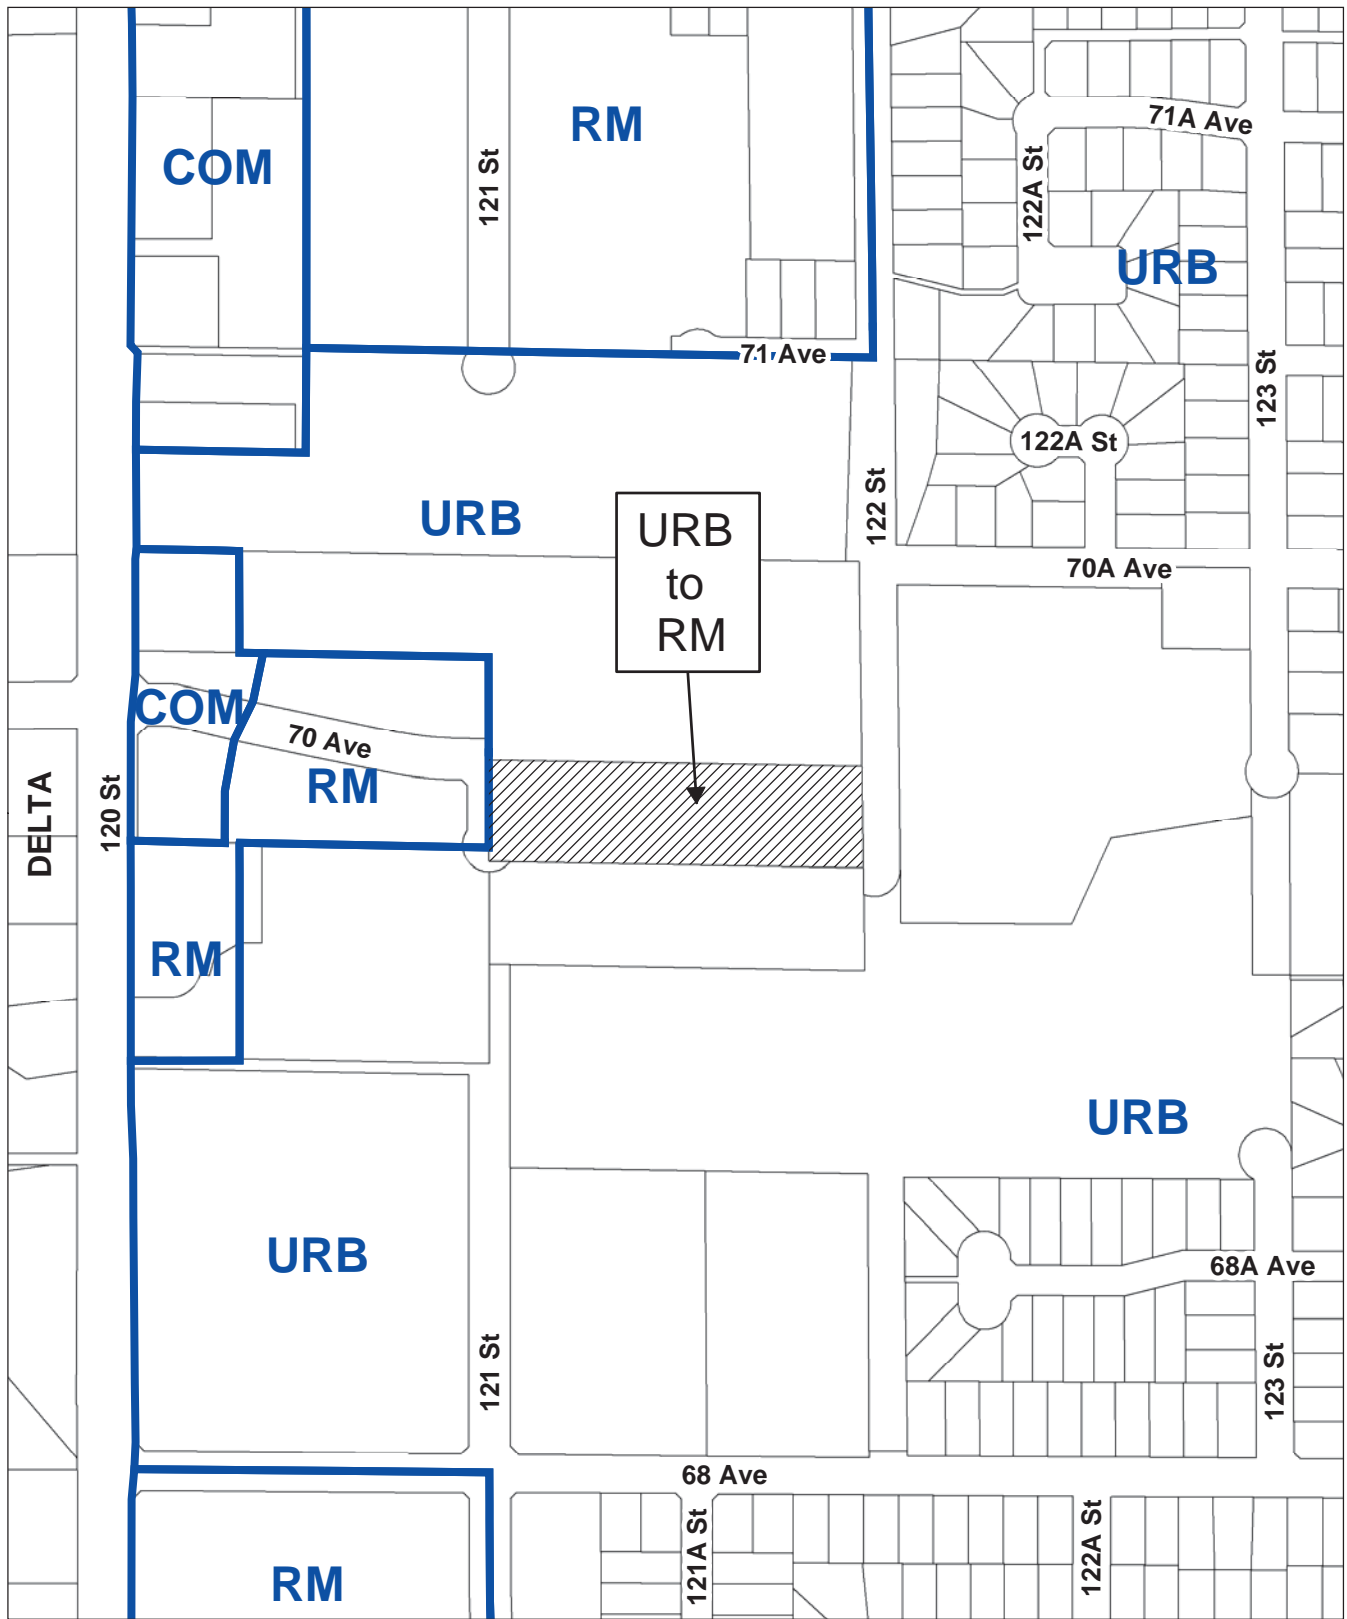 RM
71A Ave
COM
121 St
122A St
URB
71 Ave
123 St
122A St
122 St
URB
URB
to
RM
70A Ave
COM
70 Ave
RM
120 St
DELTA
RM
URB
URB
68A Ave
121 St
123 St
68 Ave
121A St
122A St
RM